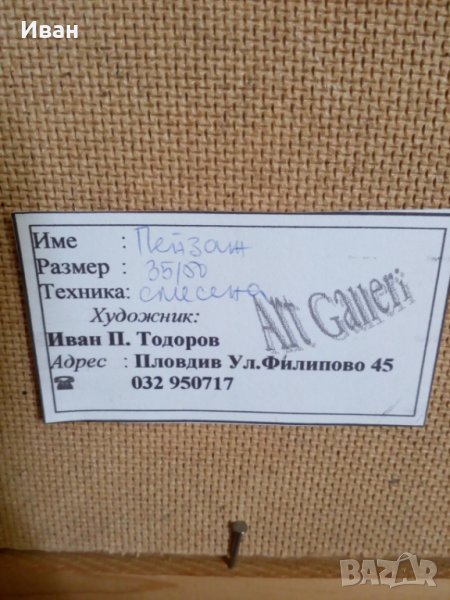 Иван
Име : Пейзаж
Размер : 35/50
Техника: смесена
Художник:
Art Galleri
Иван П. Тодоров
Адрес : Пловдив Ул.Филипово 45
☎ 032 950717
BAZAR